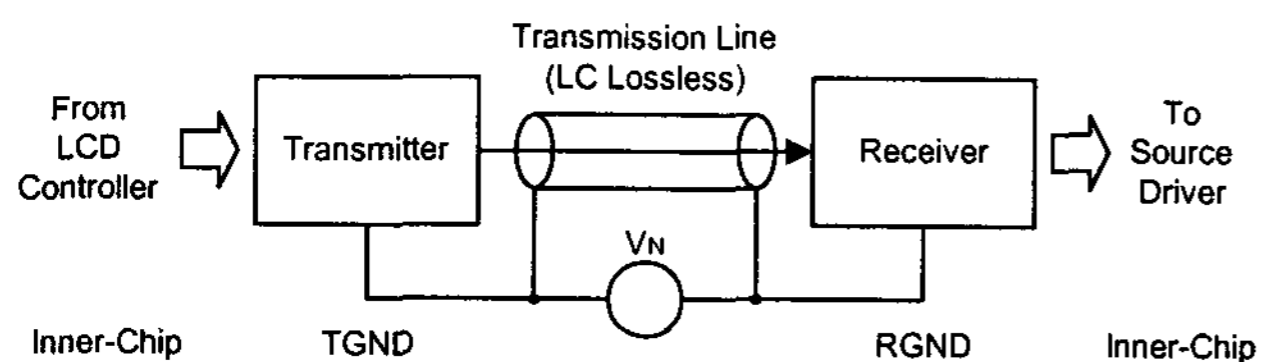 Transmission Line
(LC Lossless)
From
LCD
Controller
Transmitter
Receiver
To
Source
Driver
VN
Inner-Chip
TGND
RGND
Inner-Chip